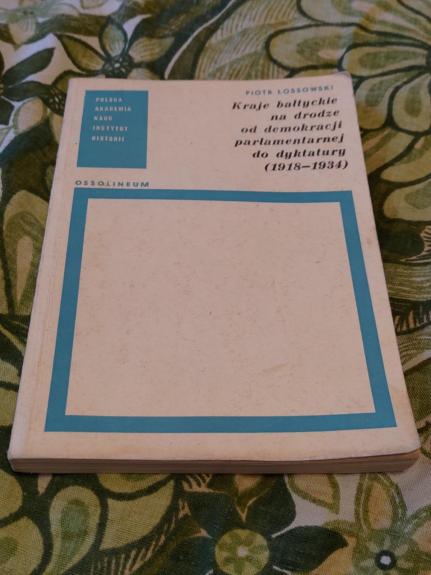 POLSKA
AKADEMIA
NAUK
INSTYTUT
HISTORII
PIOTR ŁOSSOWSKI
Kraje bałtyckie
na drodze
od demokracji
parlamentarnej
do dyktatury
(1918—1934)
OSSOLINEUM